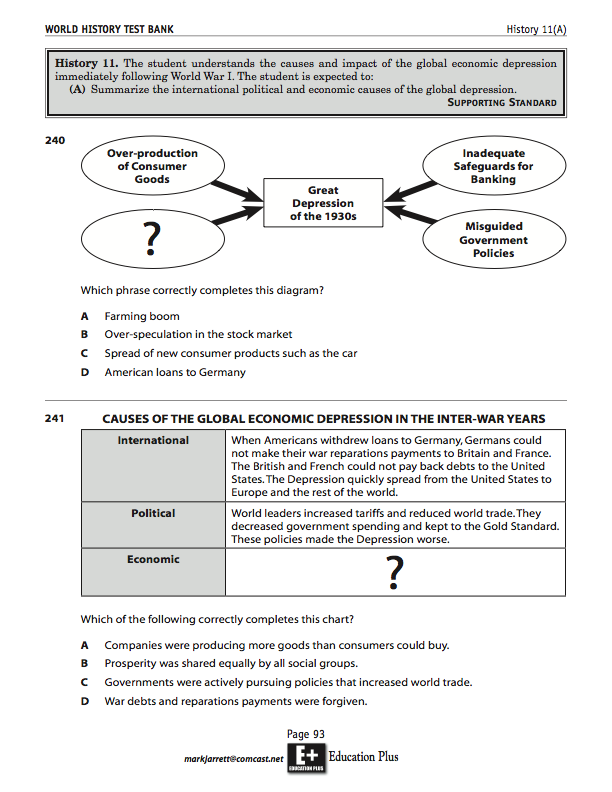 WORLD HISTORY TEST BANK
History 11(A)
History 11. The student understands the causes and impact of the global economic depression
immediately following World War I. The student is expected to:
(A) Summarize the international political and economic causes of the global depression.
SUPPORTING STANDARD
240
Over-production
of Consumer
Goods
Inadequate
Safeguards for
Banking
Great
Depression
of the 1930s
?
Misguided
Government
Policies
Which phrase correctly completes this diagram?
A Farming boom
B Over-speculation in the stock market
C Spread of new consumer products such as the car
D American loans to Germany
241 CAUSES OF THE GLOBAL ECONOMIC DEPRESSION IN THE INTER-WAR YEARS
International
When Americans withdrew loans to Germany, Germans could
not make their war reparations payments to Britain and France.
The British and French could not pay back debts to the United
States. The Depression quickly spread from the United States to
Europe and the rest of the world.
Political
World leaders increased tariffs and reduced world trade. They
decreased government spending and kept to the Gold Standard.
These policies made the Depression worse.
Economic
?
Which of the following correctly completes this chart?
A Companies were producing more goods than consumers could buy.
B Prosperity was shared equally by all social groups.
C Governments were actively pursuing policies that increased world trade.
D War debts and reparations payments were forgiven.
Page 93
markjarrett@comcast.net
E+
EDUCATION PLUS
Education Plus